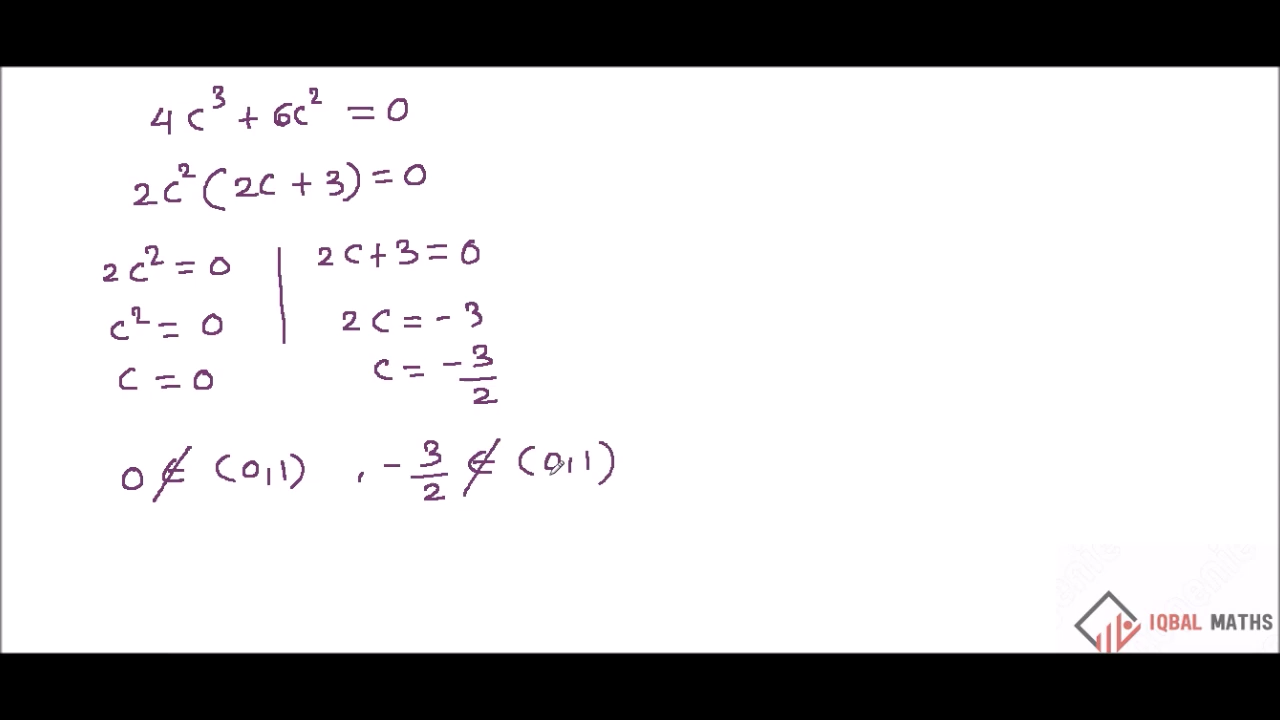 4c³ + 6c² = 0
2c²(2c + 3) = 0
2c² = 0 | 2c + 3 = 0
c² = 0 | 2c = -3
c = 0 c = -3/2
0 ∉ (0,1) , -3/2 ∉ (0,1)
IQBAL MATHS